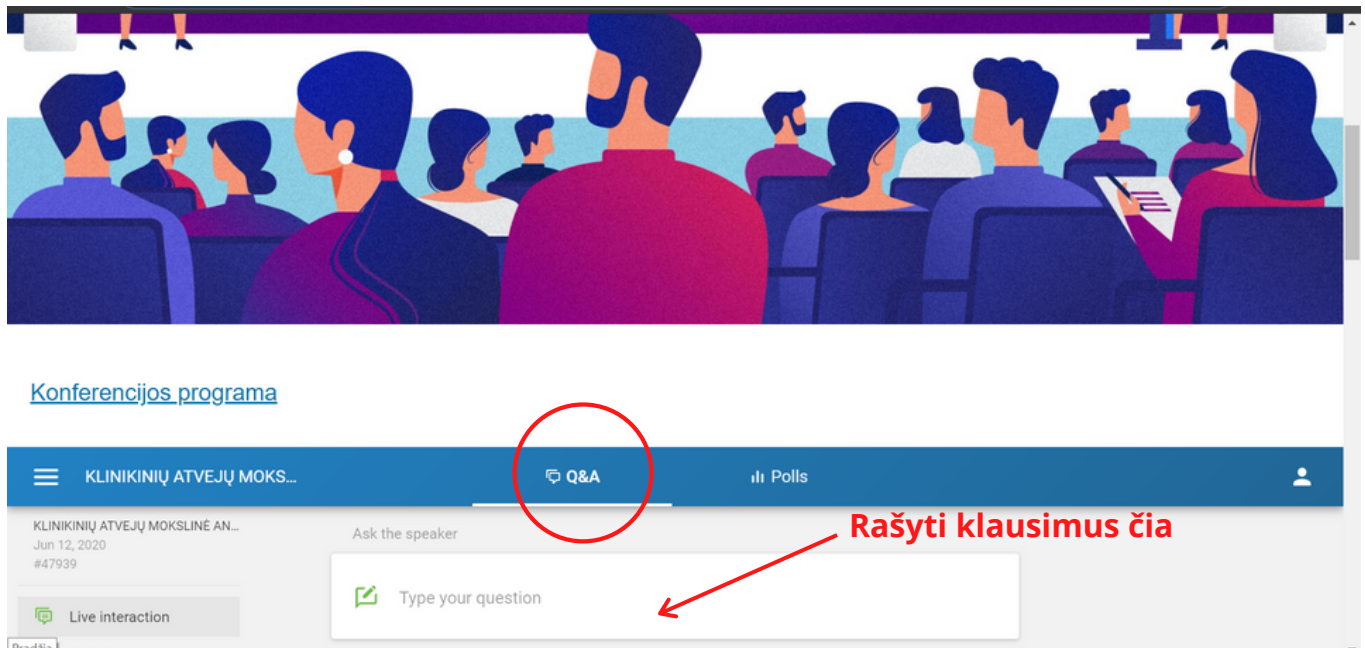 Konferencijos programa
KLINIKINIŲ ATVEJŲ MOKS...
Q&A
Polls
KLINIKINIŲ ATVEJŲ MOKSLINĖ AN...
Jun 12, 2020
#47939
Ask the speaker
Rašyti klausimus čia
Type your question
Live interaction
Pradžia